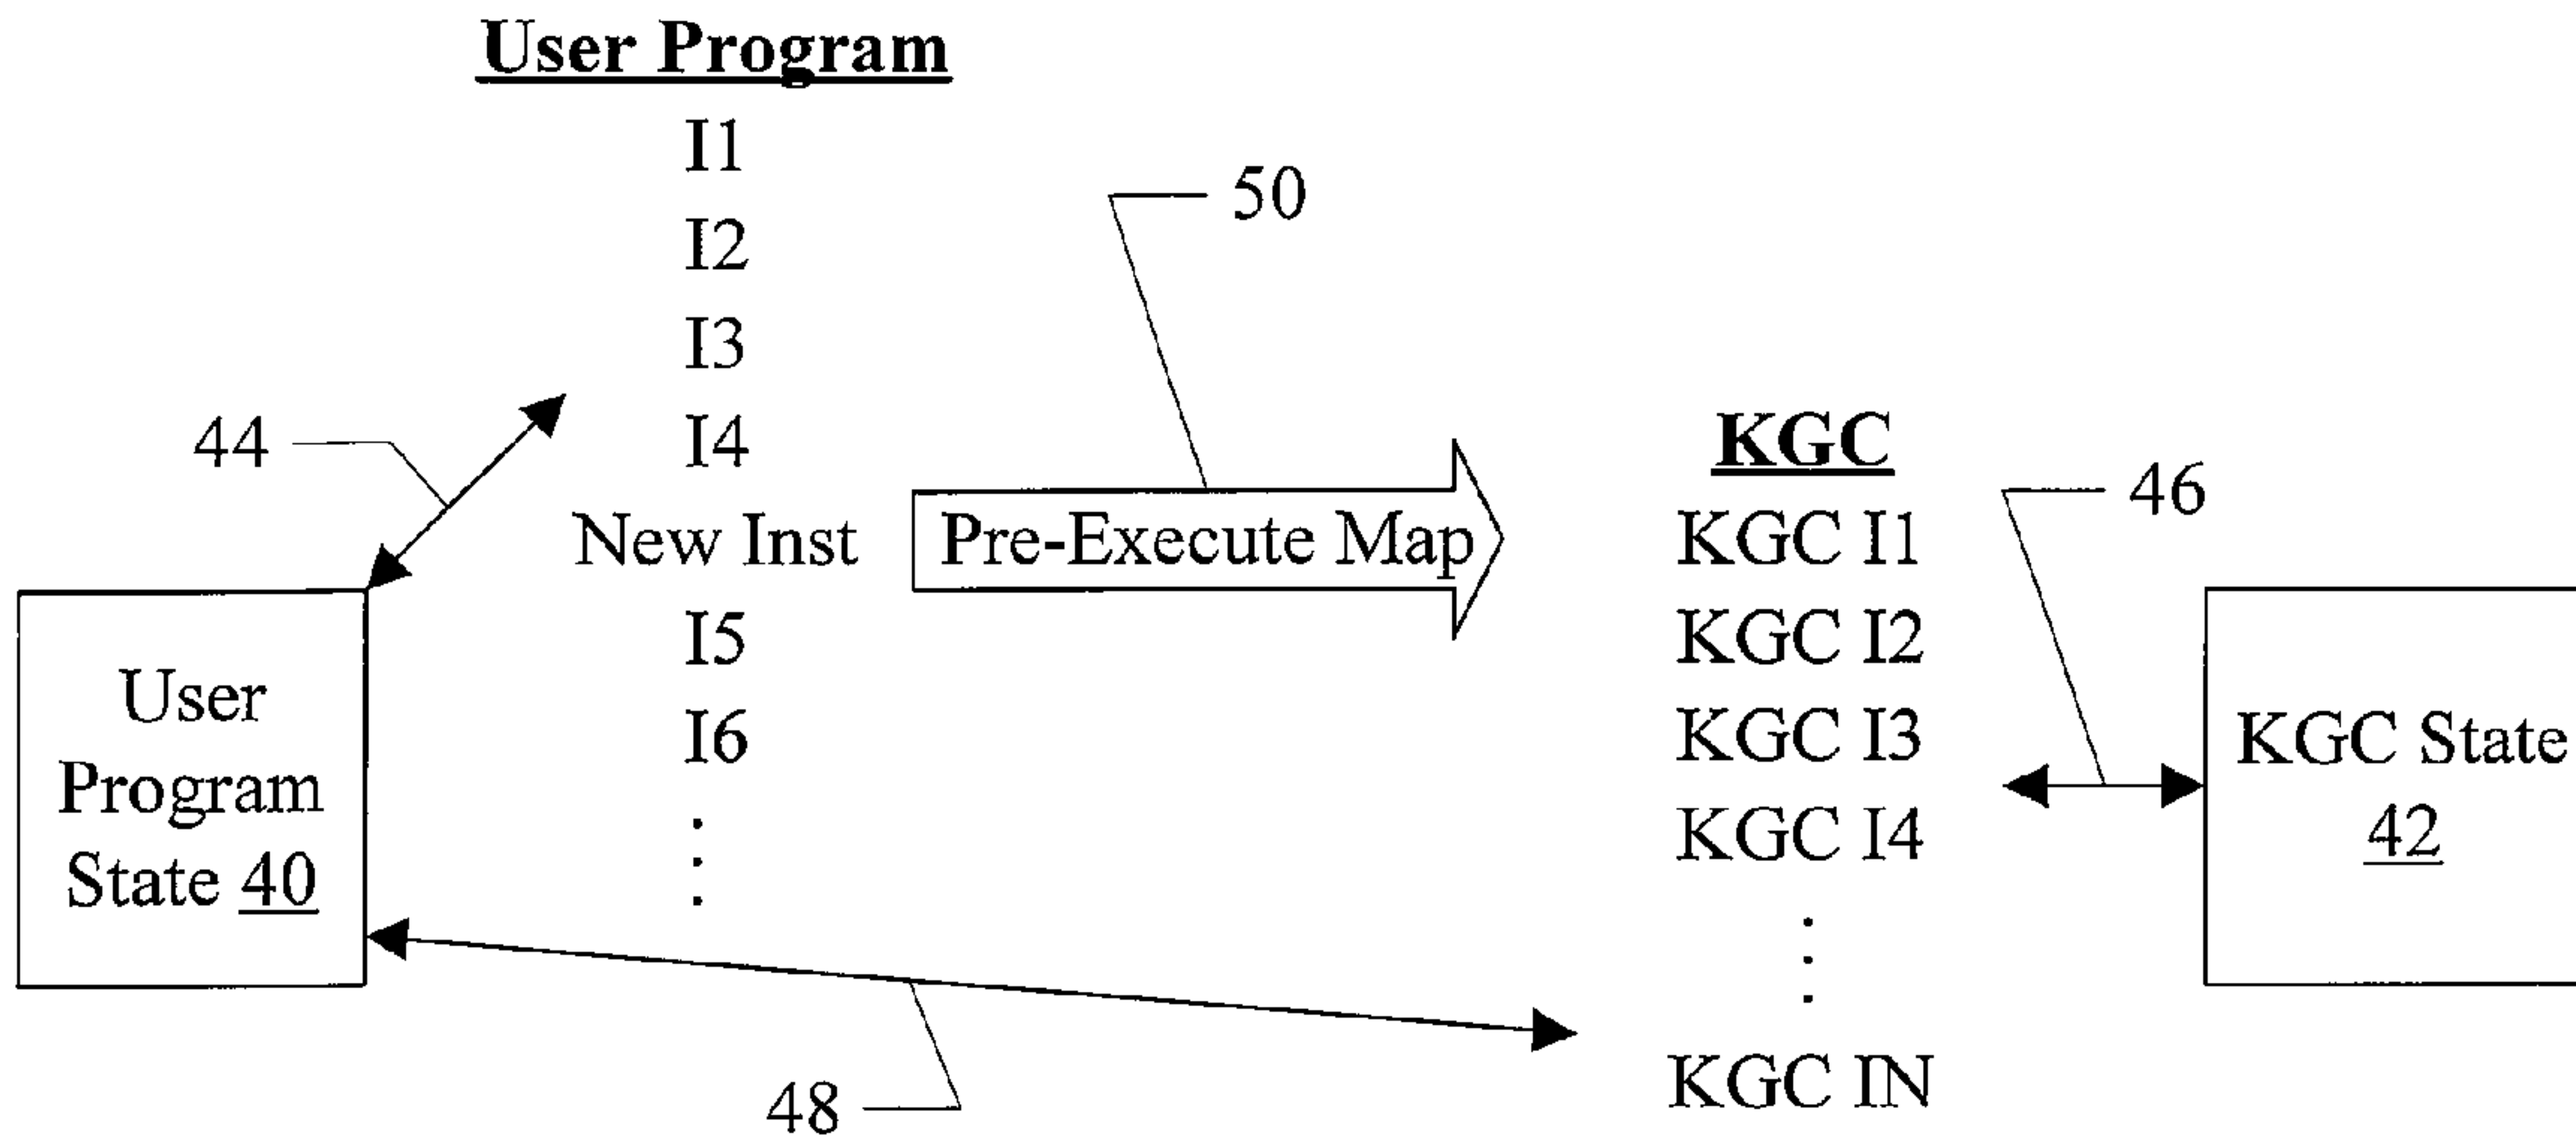 User Program
I1
I2
I3
I4
New Inst
I5
I6
.
.
.
50
44
Pre-Execute Map
User
Program
State 40
48
KGC
KGC I1
KGC I2
KGC I3
KGC I4
.
.
.
KGC IN
46
KGC State
42